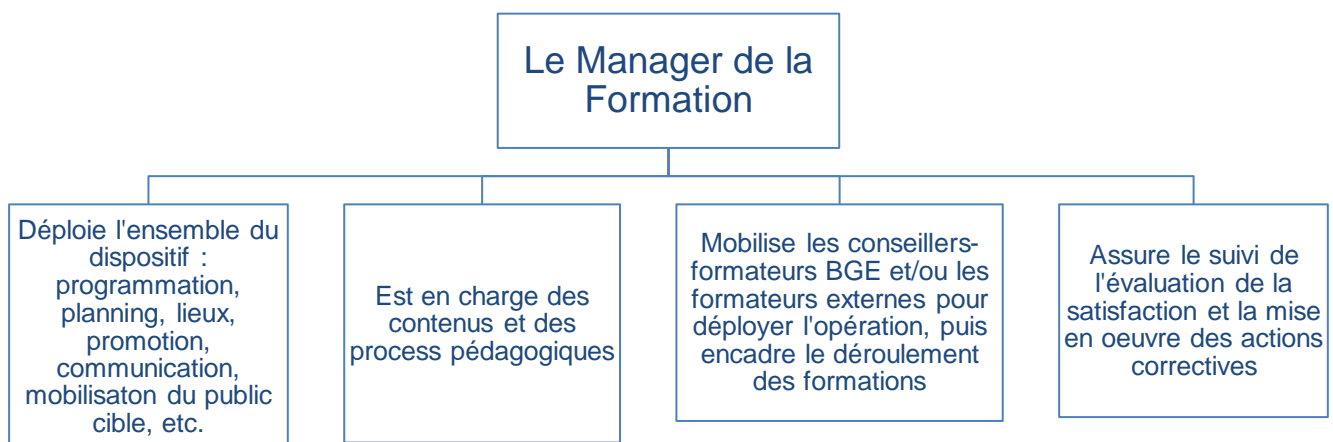 Le Manager de la
Formation
Déploie l'ensemble du
dispositif :
programmation,
planning, lieux,
promotion,
communication,
mobilisaton du public
cible, etc.
Est en charge des
contenus et des
process pédagogiques
Mobilise les conseillers-
formateurs BGE et/ou les
formateurs externes pour
déployer l'opération, puis
encadre le déroulement
des formations
Assure le suivi de
l'évaluation de la
satisfaction et la mise
en oeuvre des actions
correctives